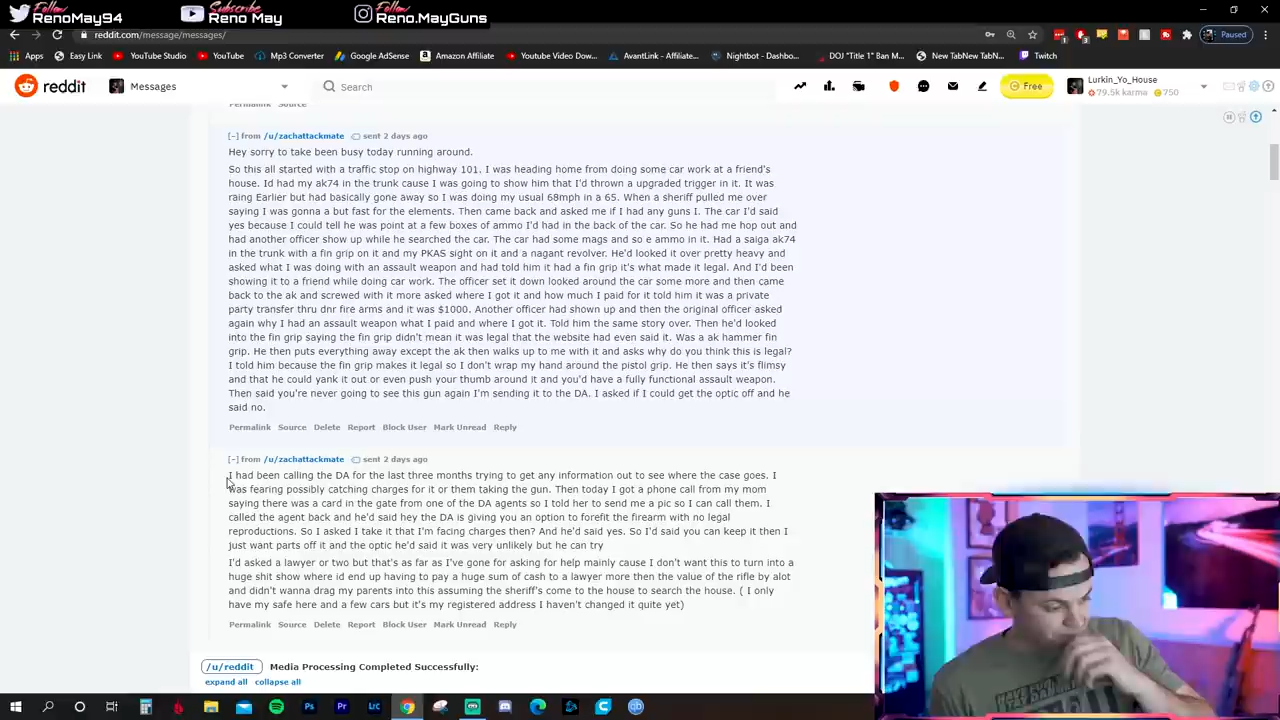 Follow
Subscribe
Instagram
RenoMay94
Reno May
Reno.MayGuns
reddit.com/message/messages/
Paused
Apps
Easy Link
YouTube Studio
YouTube
Mp3 Converter
Google AdSense
Amazon Affiliate
Youtube Video Dow...
AvantLink - Affiliate...
Nightbot - Dashbo...
DOJ "Title 1" Ban M...
New TabNew TabN...
Twitch
reddit
Messages
Search
Free
Lurkin_Yo_House
79.5k karma
750
Permalink Source
[-] from /u/zachattackmate sent 2 days ago
Hey sorry to take been busy today running around.
So this all started with a traffic stop on highway 101. I was heading home from doing some car work at a friend's
house. Id had my ak74 in the trunk cause I was going to show him that I'd thrown a upgraded trigger in it. It was
raing Earlier but had basically gone away so I was doing my usual 68mph in a 65. When a sheriff pulled me over
saying I was gonna a but fast for the elements. Then came back and asked me if I had any guns I. The car I'd said
yes because I could tell he was point at a few boxes of ammo I'd had in the back of the car. So he had me hop out and
had another officer show up while he searched the car. The car had some mags and so e ammo in it. Had a saiga ak74
in the trunk with a fin grip on it and my PKAS sight on it and a nagant revolver. He'd looked it over pretty heavy and
asked what I was doing with an assault weapon and had told him it had a fin grip it's what made it legal. And I'd been
showing it to a friend while doing car work. The officer set it down looked around the car some more and then came
back to the ak and screwed with it more asked where I got it and how much I paid for it told him it was a private
party transfer thru dnr fire arms and it was $1000. Another officer had shown up and then the original officer asked
again why I had an assault weapon what I paid and where I got it. Told him the same story over. Then he'd looked
into the fin grip saying the fin grip didn't mean it was legal that the website had even said it. Was a ak hammer fin
grip. He then puts everything away except the ak then walks up to me with it and asks why do you think this is legal?
I told him because the fin grip makes it legal so I don't wrap my hand around the pistol grip. He then says it's flimsy
and that he could yank it out or even push your thumb around it and you'd have a fully functional assault weapon.
Then said you're never going to see this gun again I'm sending it to the DA. I asked if I could get the optic off and he
said no.
Permalink Source Delete Report Block User Mark Unread Reply
[-] from /u/zachattackmate sent 2 days ago
I had been calling the DA for the last three months trying to get any information out to see where the case goes. I
was fearing possibly catching charges for it or them taking the gun. Then today I got a phone call from my mom
saying there was a card in the gate from one of the DA agents so I told her to send me a pic so I can call them. I
called the agent back and he'd said hey the DA is giving you an option to forefit the firearm with no legal
reproductions. So I asked I take it that I'm facing charges then? And he'd said yes. So I'd said you can keep it then I
just want parts off it and the optic he'd said it was very unlikely but he can try
I'd asked a lawyer or two but that's as far as I've gone for asking for help mainly cause I don't want this to turn into a
huge shit show where id end up having to pay a huge sum of cash to a lawyer more then the value of the rifle by alot
and didn't wanna drag my parents into this assuming the sheriff's come to the house to search the house. ( I only
have my safe here and a few cars but it's my registered address I haven't changed it quite yet)
Permalink Source Delete Report Block User Mark Unread Reply
/u/reddit Media Processing Completed Successfully:
expand all collapse all